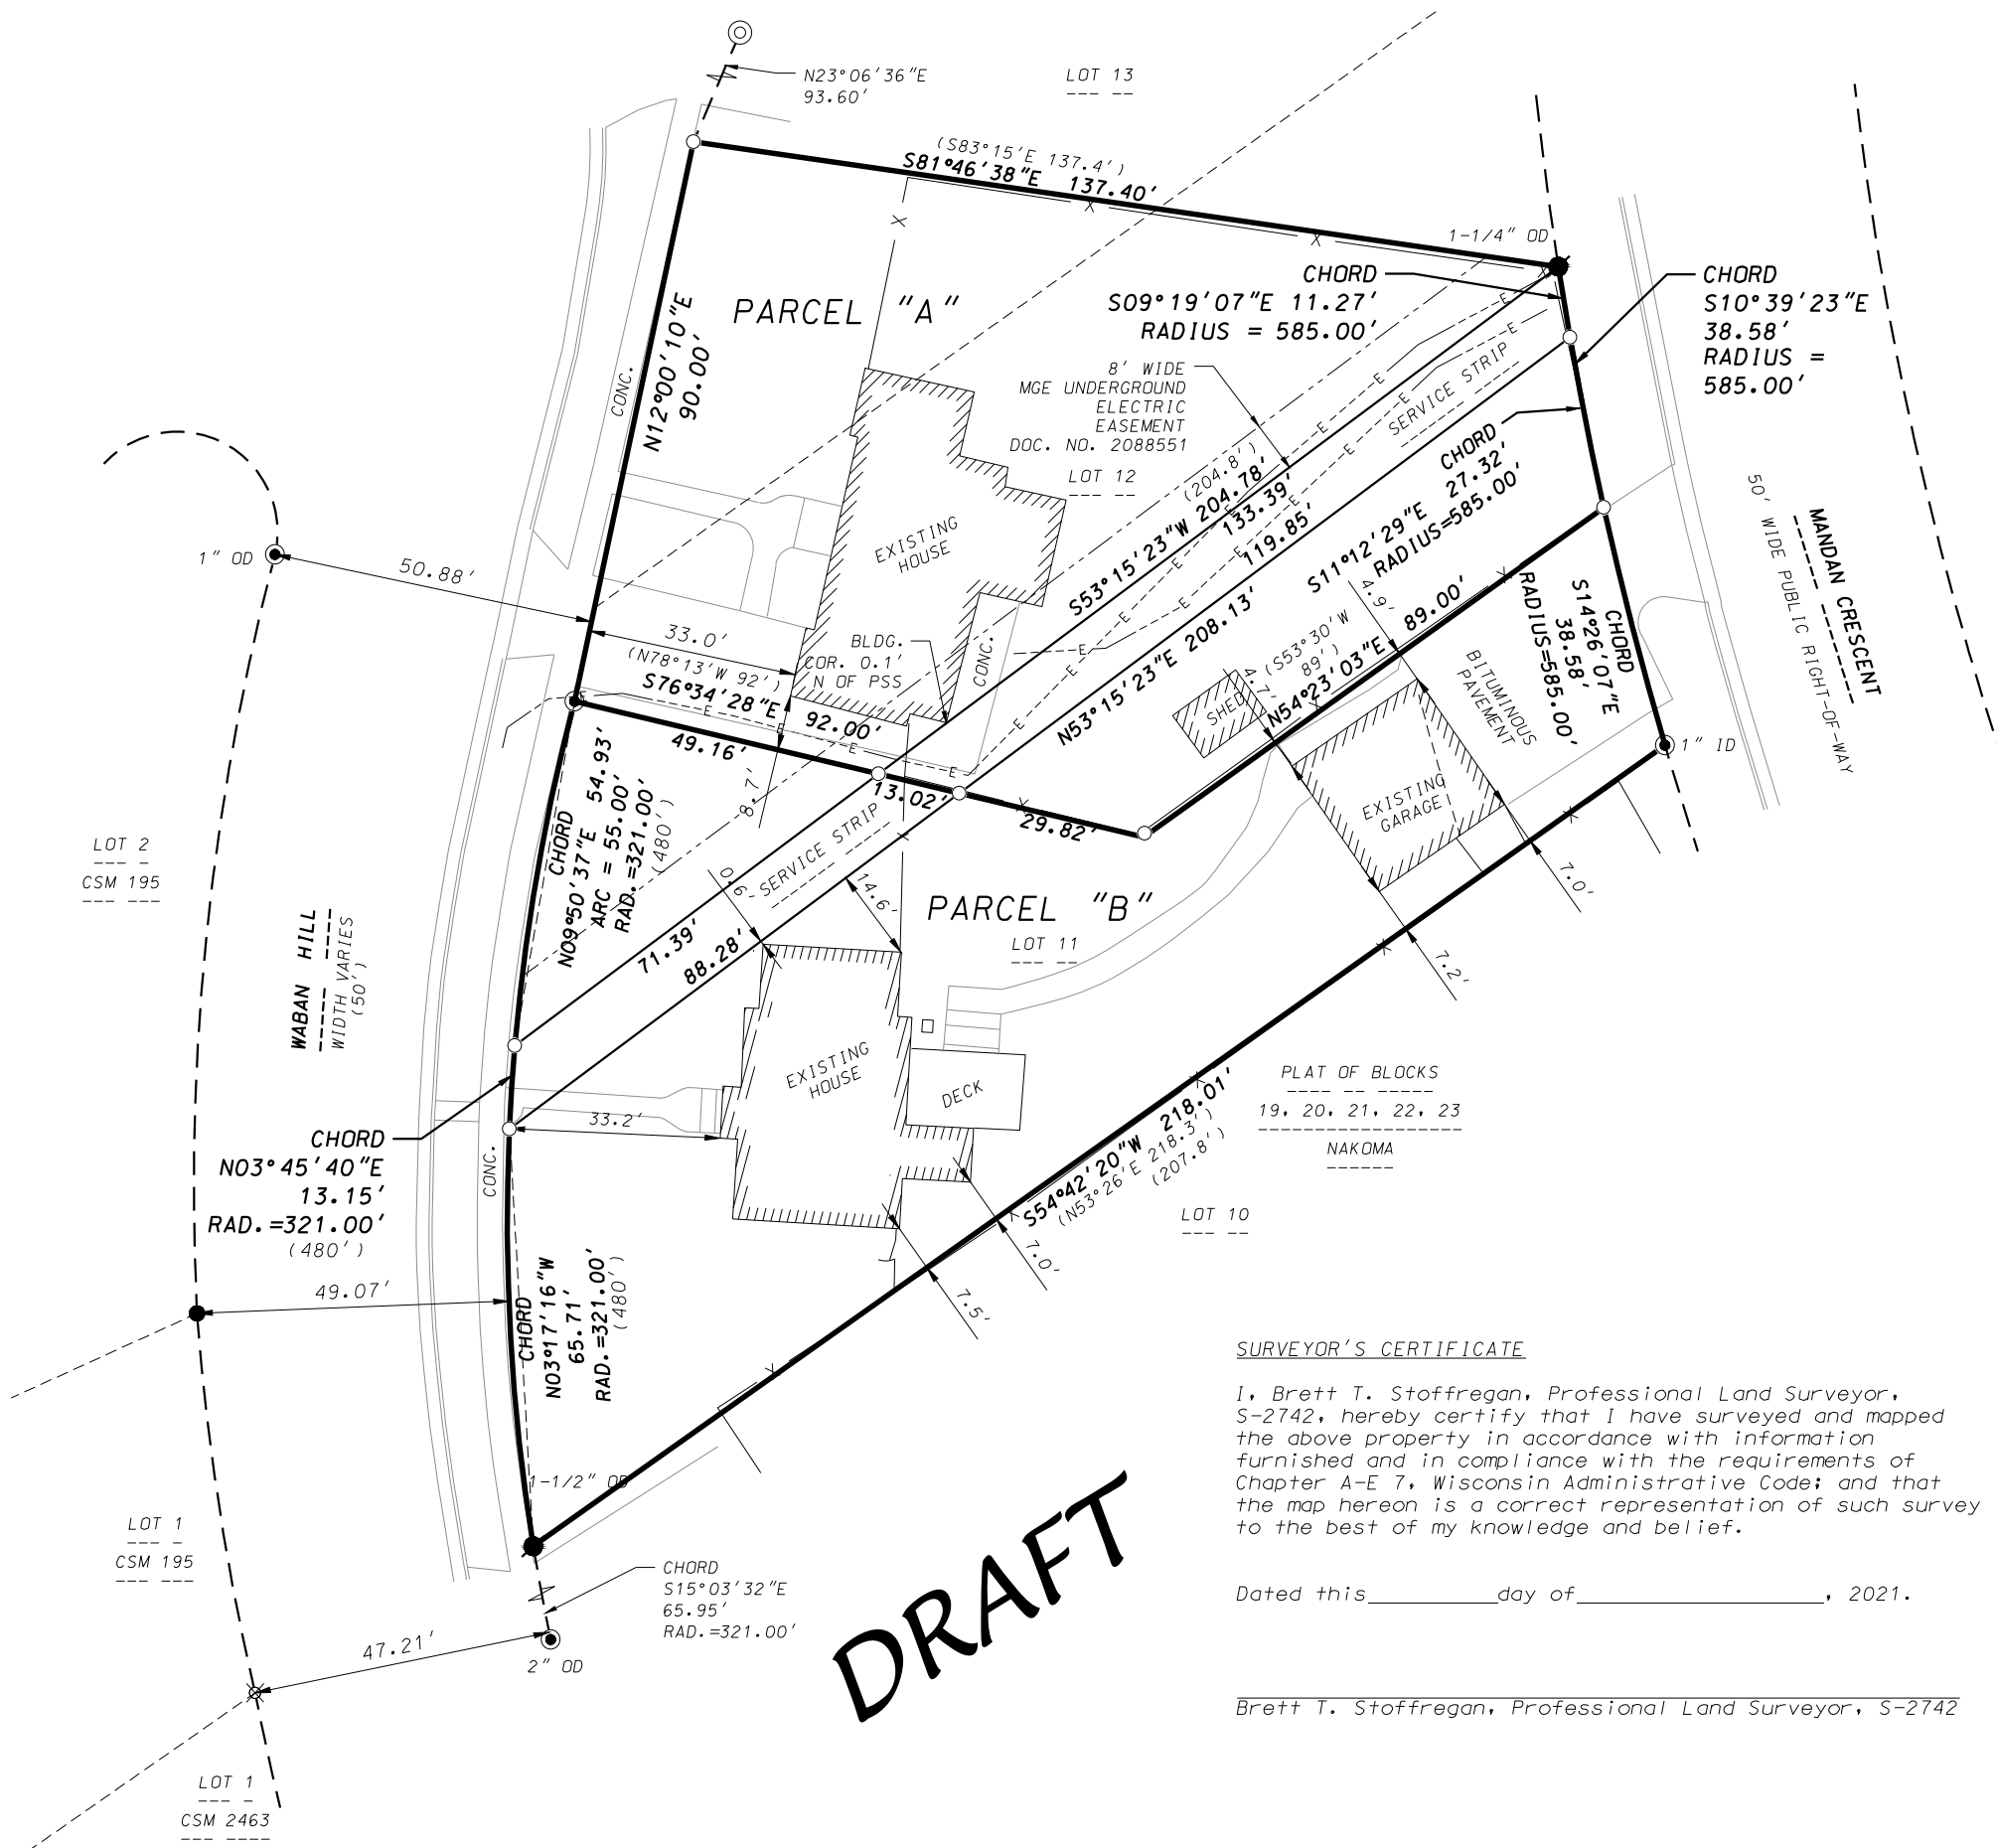 N23°06'36"E
93.60'
LOT 13
(S83°15'E 137.4')
S81°46'38"E 137.40'
1-1/4" OD
CHORD
S09°19'07"E 11.27'
RADIUS = 585.00'
CHORD
S10°39'23"E
38.58'
RADIUS =
585.00'
PARCEL "A"
N12°00'10"E
90.00'
CONC.
8' WIDE
MGE UNDERGROUND
ELECTRIC
EASEMENT
DOC. NO. 2088551
LOT 12
SERVICE STRIP
CHORD
S11°12'29"E 27.32'
RADIUS=585.00'
(204.8')
S53°15'23"W 204.78'
133.39'
119.85'
N53°15'23"E 208.13'
EXISTING
HOUSE
1" OD
50.88'
33.0'
(N78°13'W 92')
S76°34'28"E 92.00'
49.16'
BLDG.
COR. 0.1'
N OF PSS
CONC.
8.7'
13.02'
29.82'
SHED
4.7'
4.9'
(S53°30'W
89')
N54°23'03"E 89.00'
CHORD
S14°26'07"E
38.58'
RADIUS=585.00'
BITUMINOUS
PAVEMENT
MANDAN CRESCENT
50' WIDE PUBLIC RIGHT-OF-WAY
1" ID
EXISTING
GARAGE
7.0'
7.2'
CHORD
N09°50'37"E 54.93'
ARC = 55.00'
RAD.=321.00'
(480')
LOT 2
CSM 195
WABAN HILL
WIDTH VARIES
(50')
SERVICE STRIP
0.6'
14.6'
71.39'
88.28'
PARCEL "B"
LOT 11
EXISTING
HOUSE
DECK
33.2'
CHORD
N03°45'40"E
13.15'
RAD.=321.00'
(480')
CONC.
49.07'
CHORD
N03°17'16"W
65.71'
RAD.=321.00'
(480')
S54°42'20"W 218.01'
(N53°26'E 218.3')
(207.8')
7.0'
7.5'
PLAT OF BLOCKS
19, 20, 21, 22, 23
NAKOMA
LOT 10
1-1/2" OD
LOT 1
CSM 195
CHORD
S15°03'32"E
65.95'
RAD.=321.00'
47.21'
2" OD
LOT 1
CSM 2463
DRAFT
SURVEYOR'S CERTIFICATE
I, Brett T. Stoffregan, Professional Land Surveyor,
S-2742, hereby certify that I have surveyed and mapped
the above property in accordance with information
furnished and in compliance with the requirements of
Chapter A-E 7, Wisconsin Administrative Code; and that
the map hereon is a correct representation of such survey
to the best of my knowledge and belief.
Dated this__________day of___________________, 2021.
Brett T. Stoffregan, Professional Land Surveyor, S-2742